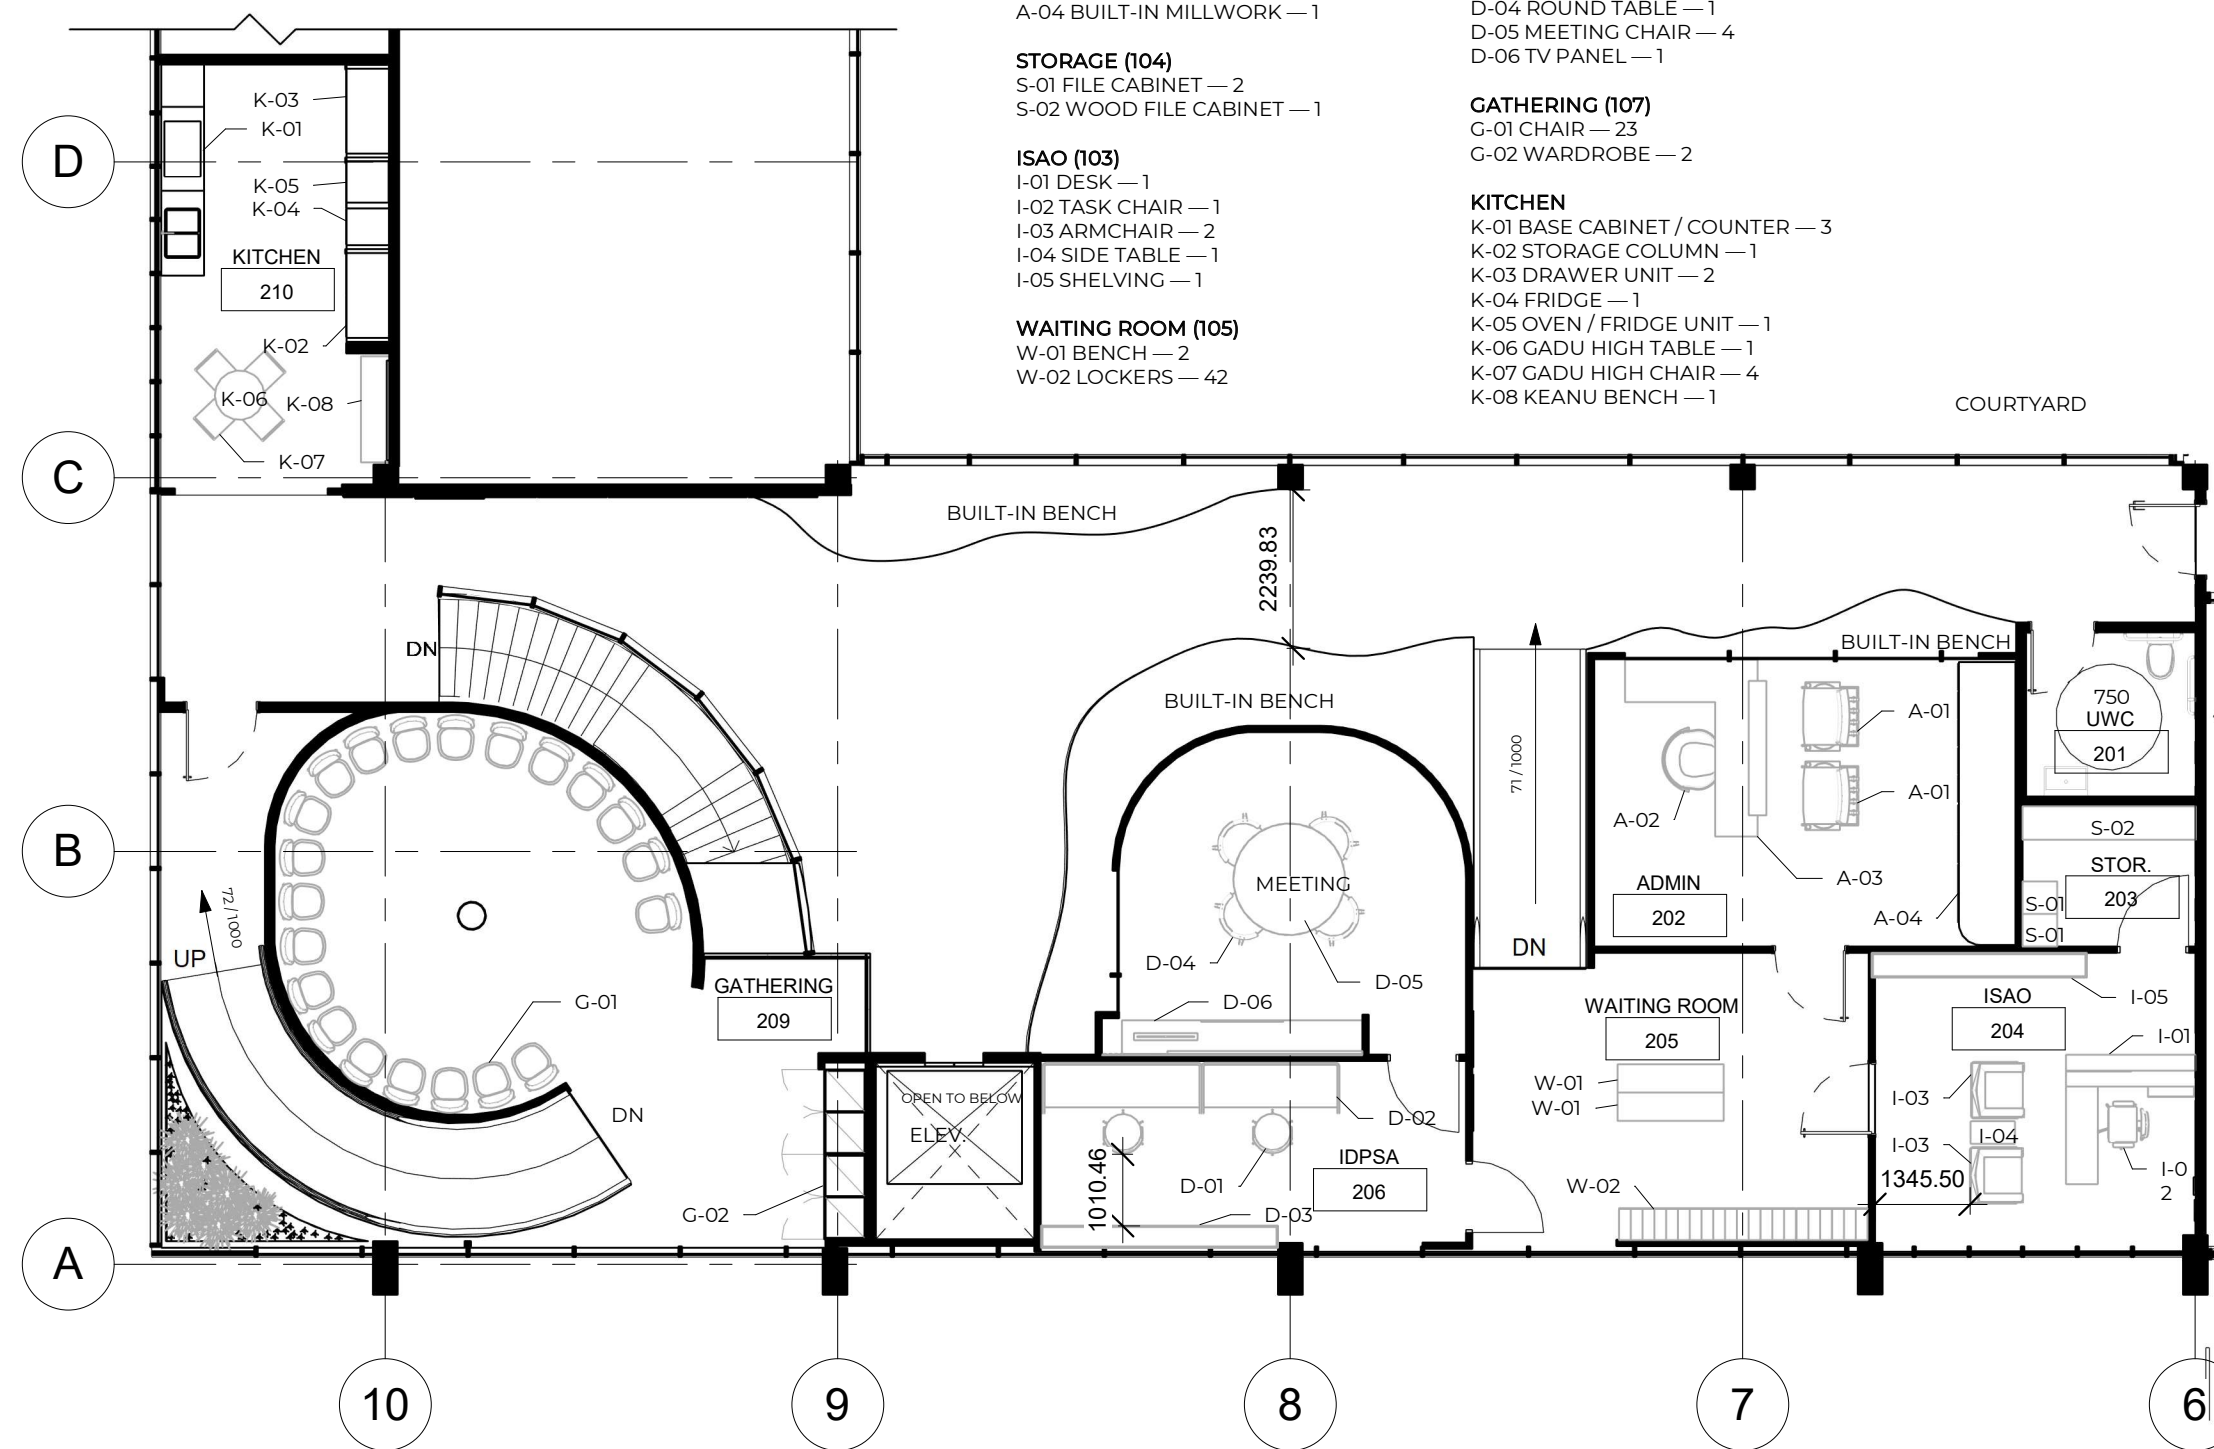 A-04 BUILT-IN MILLWORK — 1
STORAGE (104)
S-01 FILE CABINET — 2
S-02 WOOD FILE CABINET — 1
ISAO (103)
I-01 DESK — 1
I-02 TASK CHAIR — 1
I-03 ARMCHAIR — 2
I-04 SIDE TABLE — 1
I-05 SHELVING — 1
WAITING ROOM (105)
W-01 BENCH — 2
W-02 LOCKERS — 42
D-04 ROUND TABLE — 1
D-05 MEETING CHAIR — 4
D-06 TV PANEL — 1
GATHERING (107)
G-01 CHAIR — 23
G-02 WARDROBE — 2
KITCHEN
K-01 BASE CABINET / COUNTER — 3
K-02 STORAGE COLUMN — 1
K-03 DRAWER UNIT — 2
K-04 FRIDGE — 1
K-05 OVEN / FRIDGE UNIT — 1
K-06 GADU HIGH TABLE — 1
K-07 GADU HIGH CHAIR — 4
K-08 KEANU BENCH — 1
COURTYARD
K-03
K-01
D
K-05
K-04
KITCHEN
210
K-02
K-06
K-08
K-07
C
BUILT-IN BENCH
2239.83
DN
BUILT-IN BENCH
BUILT-IN BENCH
71 / 1000
DN
A-01
A-01
A-02
A-03
A-04
ADMIN
202
750
UWC
201
S-02
STOR.
203
S-01
S-01
B
72 / 1000
UP
G-01
GATHERING
209
DN
G-02
MEETING
D-04
D-05
D-06
OPEN TO BELOW
ELEV.
D-02
D-01
D-03
1010.46
IDPSA
206
WAITING ROOM
205
W-01
W-01
W-02
ISAO
204
I-05
I-01
I-03
I-04
I-03
I-0
2
1345.50
A
10
9
8
7
6